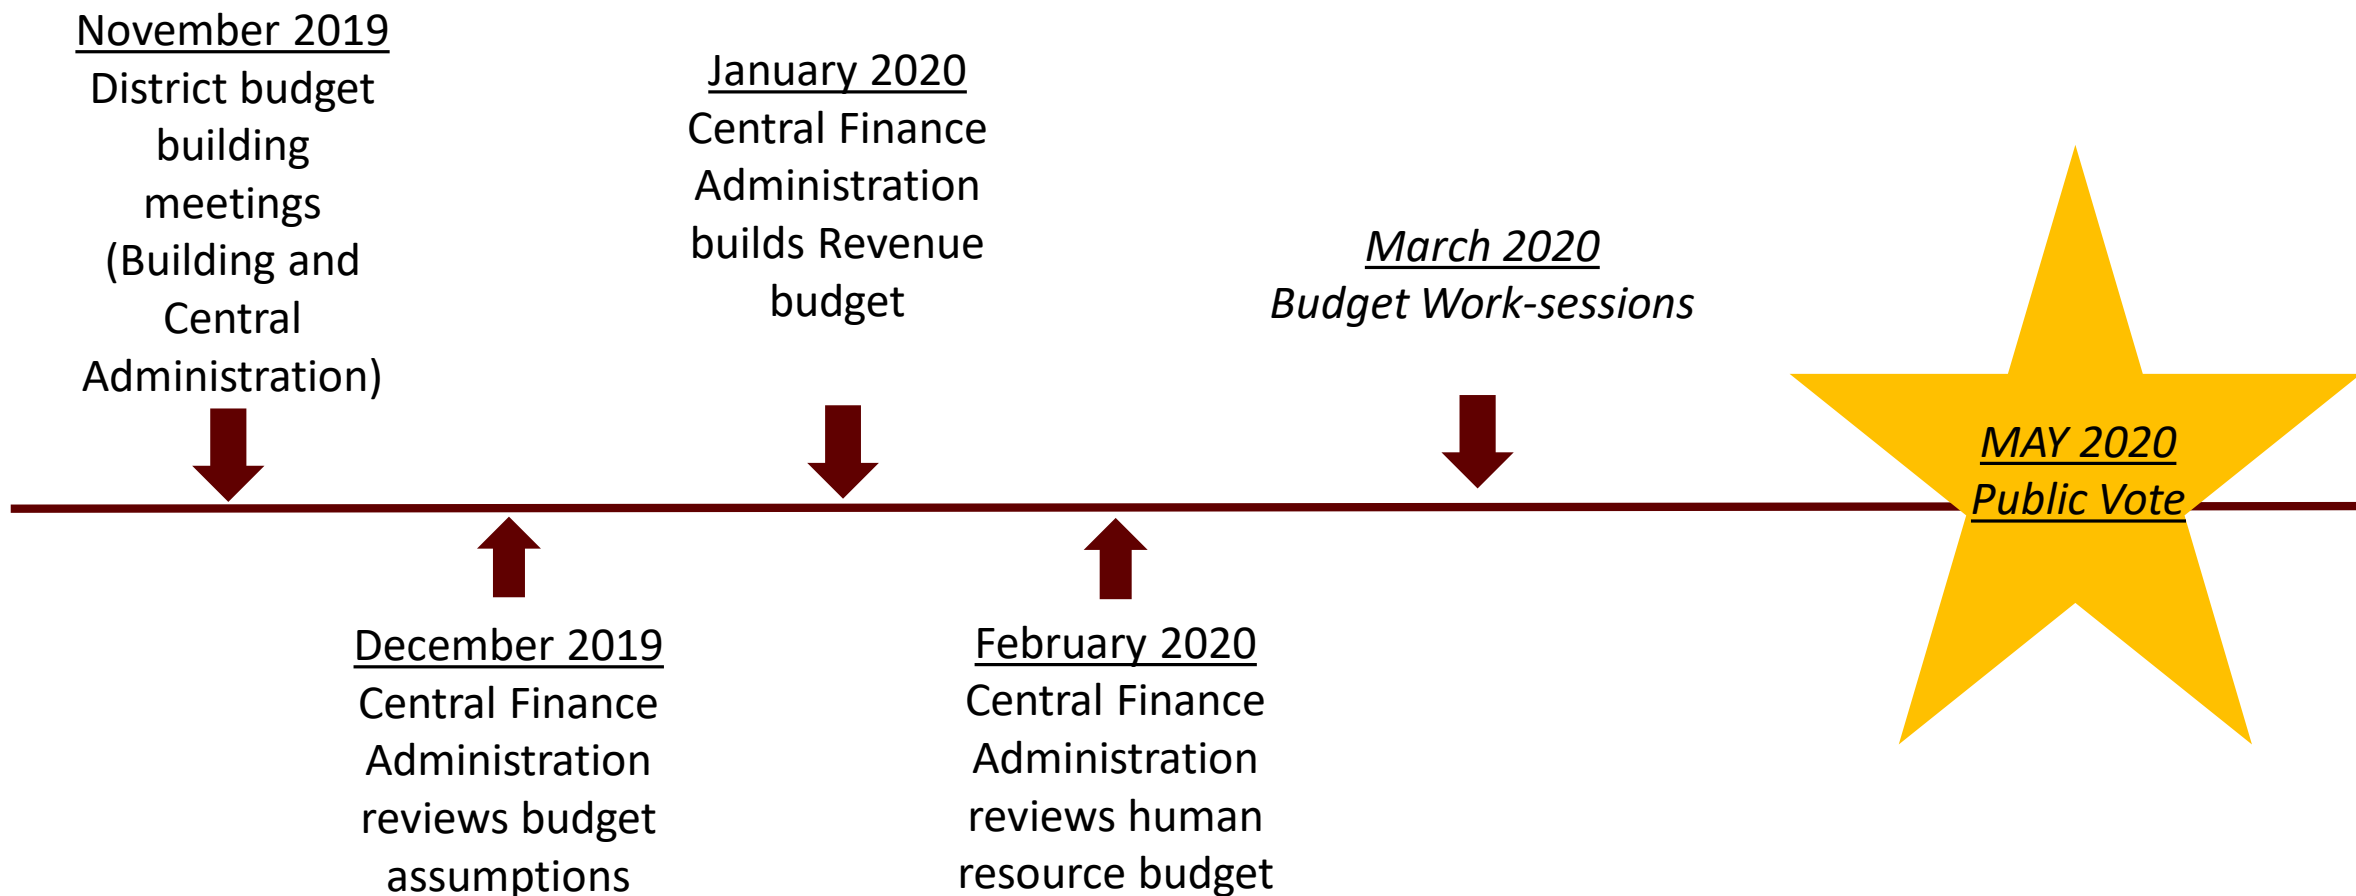 November 2019
District budget
building
meetings
(Building and
Central
Administration)
December 2019
Central Finance
Administration
reviews budget
assumptions
January 2020
Central Finance
Administration
builds Revenue
budget
February 2020
Central Finance
Administration
reviews human
resource budget
March 2020
Budget Work-sessions
MAY 2020
Public Vote